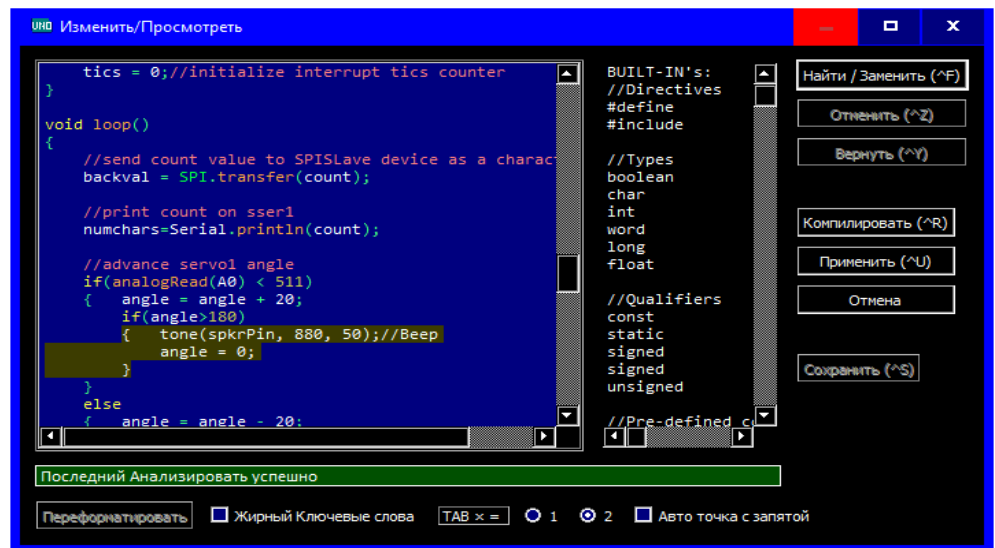 UNO Изменить/Просмотреть
tics = 0;//initialize interrupt tics counter
}
void loop()
{
//send count value to SPISLave device as a charac
backval = SPI.transfer(count);
//print count on sser1
numchars=Serial.println(count);
//advance servo1 angle
if(analogRead(A0) < 511)
{ angle = angle + 20;
if(angle>180)
{ tone(spkrPin, 880, 50);//Beep
angle = 0;
}
}
else
{ angle = angle - 20;
BUILT-IN's:
//Directives
#define
#include
//Types
boolean
char
int
word
long
float
//Qualifiers
const
static
signed
signed
unsigned
//Pre-defined c
Найти / Заменить (^F)
Отменить (^Z)
Вернуть (^Y)
Компилировать (^R)
Применить (^U)
Отмена
Сохранить (^S)
Последний Анализировать успешно
Переформатировать Жирный Ключевые слова TAB × = 1 2 Авто точка с запятой